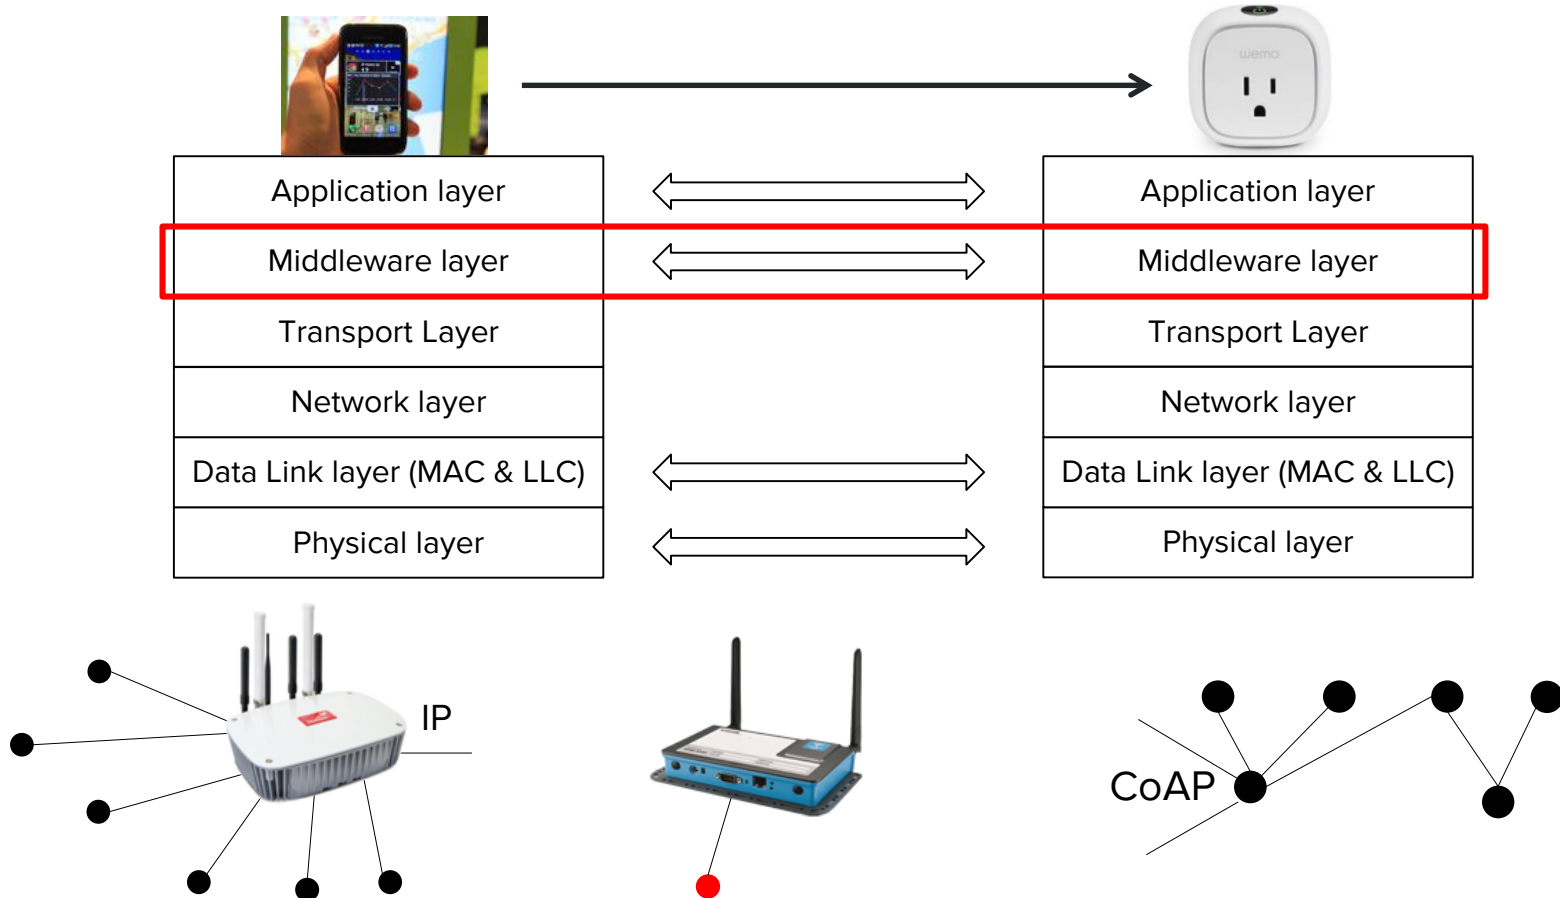 wemo
Application layer
Application layer
Middleware layer
Middleware layer
Transport Layer
Transport Layer
Network layer
Network layer
Data Link layer (MAC & LLC)
Data Link layer (MAC & LLC)
Physical layer
Physical layer
IP
CoAP